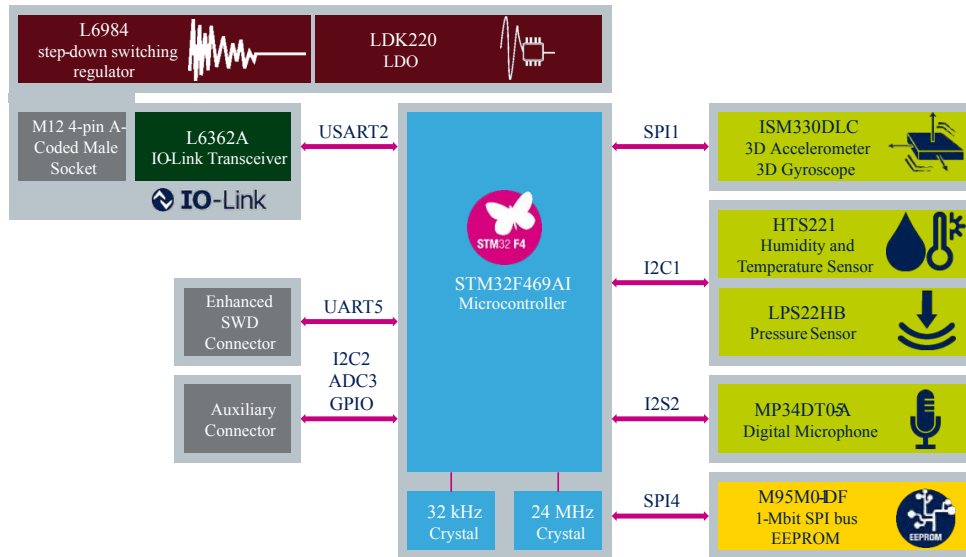 L6984
step-down switching
regulator
LDK220
LDO
M12 4-pin A-
Coded Male
Socket
L6362A
IO-Link Transceiver
IO-Link
USART2
STM32 F4
STM32F469AI
Microcontroller
SPI1
ISM330DLC
3D Accelerometer
3D Gyroscope
HTS221
Humidity and
Temperature Sensor
I2C1
LPS22HB
Pressure Sensor
Enhanced
SWD
Connector
UART5
I2C2
ADC3
GPIO
Auxiliary
Connector
I2S2
MP34DT05-A
Digital Microphone
32 kHz
Crystal
24 MHz
Crystal
SPI4
M95M01-DF
1-Mbit SPI bus
EEPROM
EEPROM